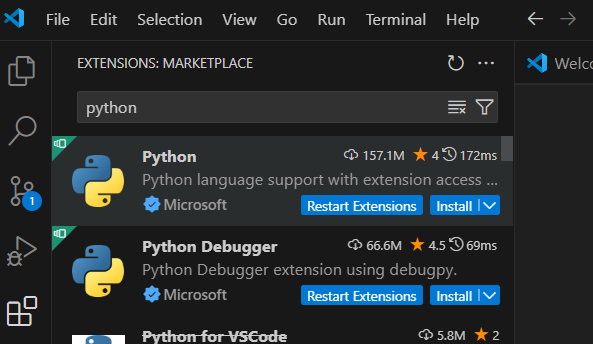 File Edit Selection View Go Run Terminal Help
EXTENSIONS: MARKETPLACE
Welco
python
Python 157.1M 4 172ms
Python language support with extension access ...
Microsoft Restart Extensions Install
1
Python Debugger 66.6M 4.5 69ms
Python Debugger extension using debugpy.
Microsoft Restart Extensions Install
Python for VSCode 5.8M 2